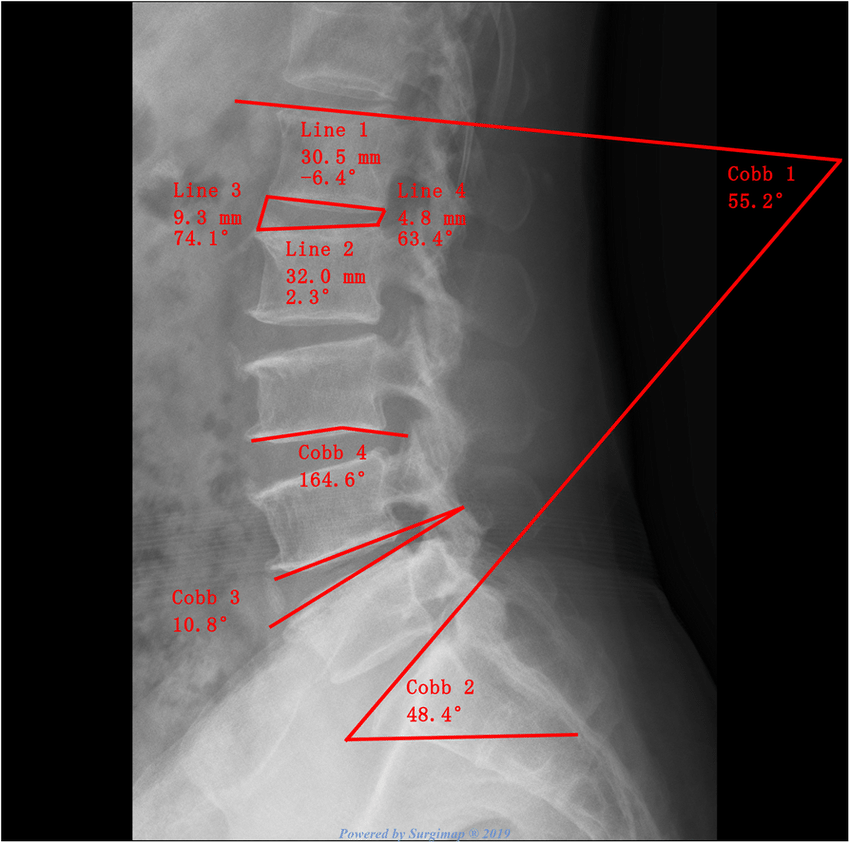 Line 1
30.5 mm
-6.4°
Cobb 1
55.2°
Line 3
9.3 mm
74.1°
Line 4
4.8 mm
63.4°
Line 2
32.0 mm
2.3°
Cobb 4
164.6°
Cobb 3
10.8°
Cobb 2
48.4°
Powered by Surgimap ® 2019